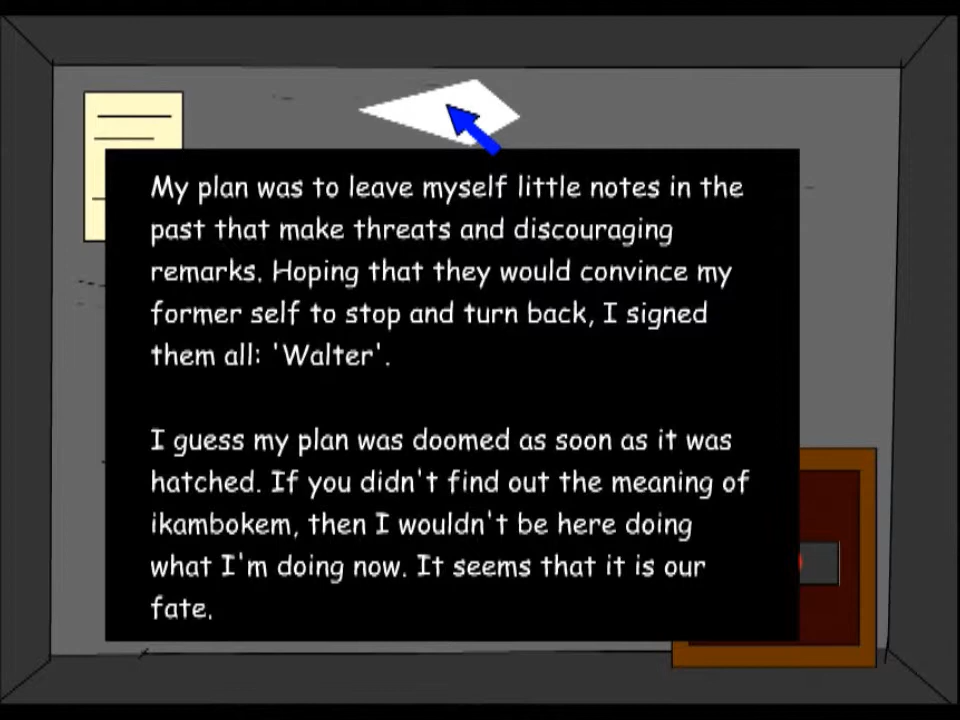 My plan was to leave myself little notes in the
past that make threats and discouraging
remarks. Hoping that they would convince my
former self to stop and turn back, I signed
them all: 'Walter'.
I guess my plan was doomed as soon as it was
hatched. If you didn't find out the meaning of
ikambokem, then I wouldn't be here doing
what I'm doing now. It seems that it is our
fate.